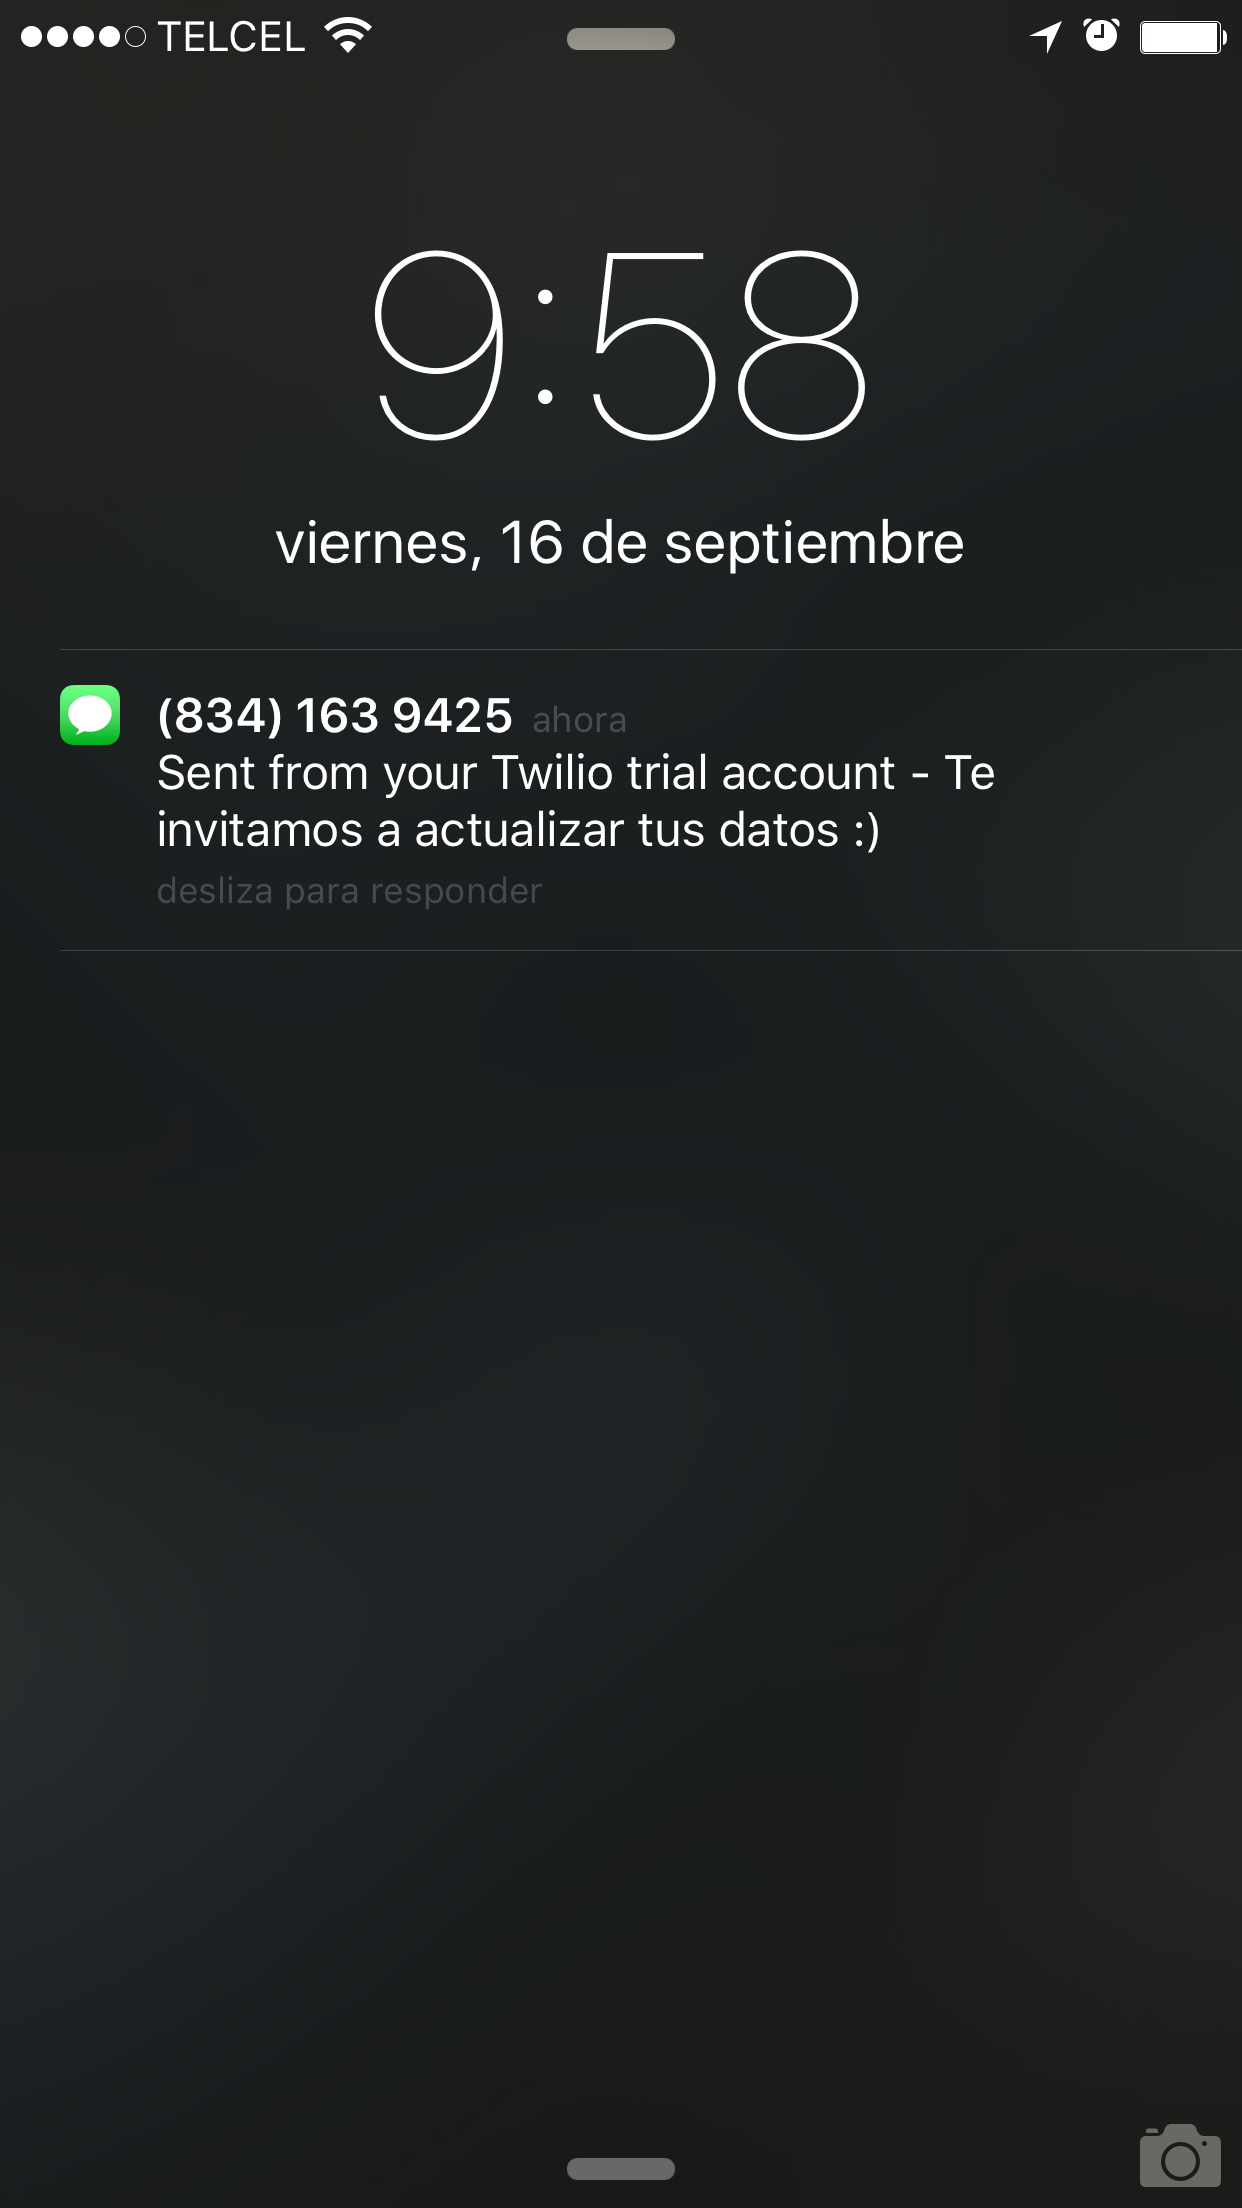 TELCEL
9:58
viernes, 16 de septiembre
(834) 163 9425 ahora
Sent from your Twilio trial account - Te
invitamos a actualizar tus datos :)
desliza para responder